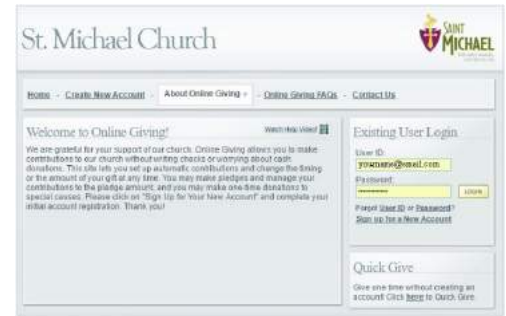 St. Michael Church
SAINT
MICHAEL
Home - Create New Account - About Online Giving - Online Giving FAQs - Contact Us
Welcome to Online Giving!
Watch Help Video!
We are grateful for your support of our church. Online Giving allows you to make
contributions to our church without writing checks or worrying about cash
donations. This site lets you set up automatic contributions and change the timing
or the amount of your gift at any time. You may make pledges and manage your
contributions to the pledge amount, and you may make one-time donations to
special causes. Please click on "Sign Up for Your New Account" and complete your
initial account registration. Thank you!
Existing User Login
User ID:
yourname@email.com
Password:
LOGIN
Forgot User ID or Password?
Sign up for a New Account
Quick Give
Give one time without creating an
account! Click here to Quick Give